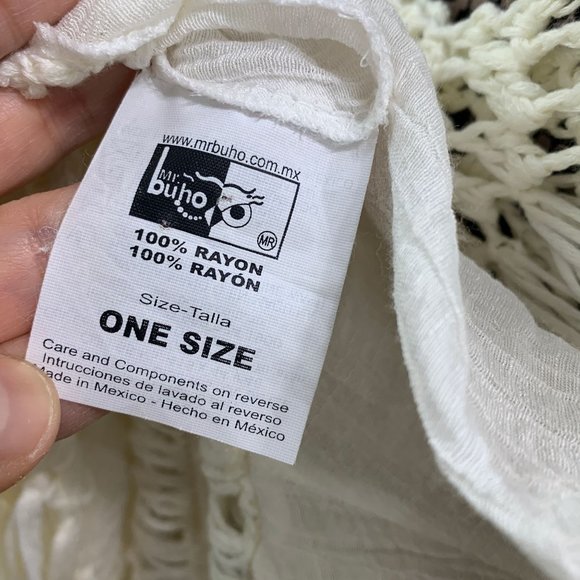 www.mrbuho.com.mx
Mr.
buho
MR
100% RAYON
100% RAYÓN
Size-Talla
ONE SIZE
Care and Components on reverse
Intrucciones de lavado al reverso
Made in Mexico - Hecho en México